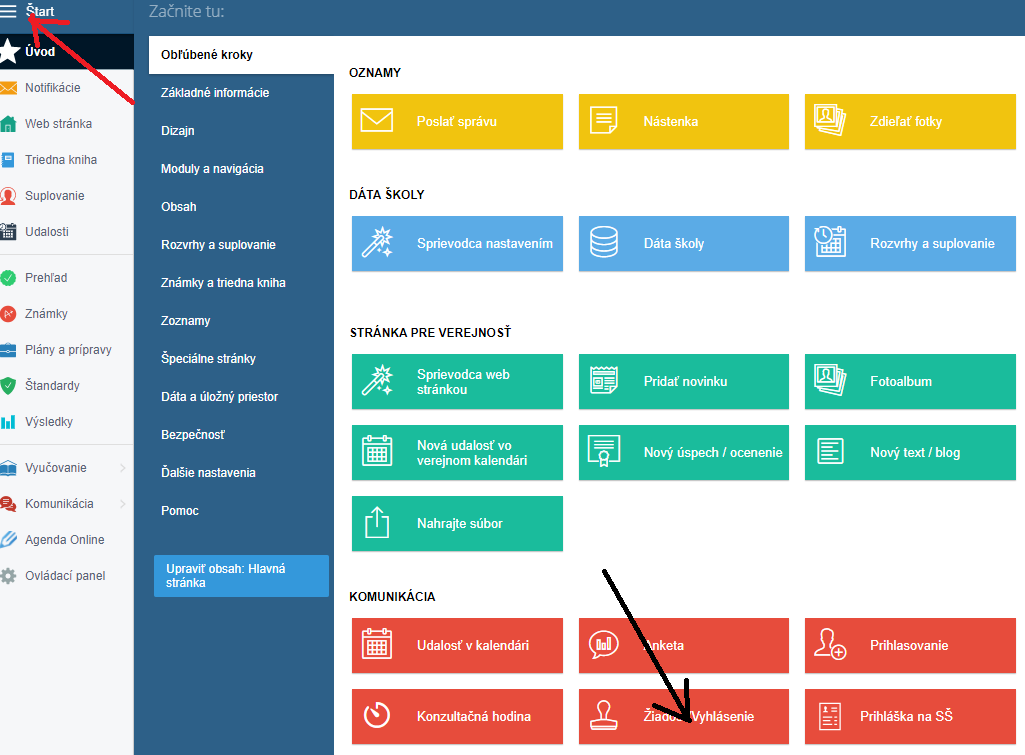 Štart
Úvod
Notifikácie
Web stránka
Triedna kniha
Suplovanie
Udalosti
Prehľad
Známky
Plány a prípravy
Štandardy
Výsledky
Vyučovanie
Komunikácia
Agenda Online
Ovládací panel
Začnite tu:
Obľúbené kroky
Základné informácie
Dizajn
Moduly a navigácia
Obsah
Rozvrhy a suplovanie
Známky a triedna kniha
Zoznamy
Špeciálne stránky
Dáta a úložný priestor
Bezpečnosť
Ďalšie nastavenia
Pomoc
Upraviť obsah: Hlavná
stránka
OZNAMY
Poslať správu
Nástenka
Zdieľať fotky
DÁTA ŠKOLY
Sprievodca nastavením
Dáta školy
Rozvrhy a suplovanie
STRÁNKA PRE VEREJNOSŤ
Sprievodca web
stránkou
Pridať novinku
Fotoalbum
Nová udalosť vo
verejnom kalendári
Nový úspech / ocenenie
Nový text / blog
Nahrajte súbor
KOMUNIKÁCIA
Udalosť v kalendári
Anketa
Prihlasovanie
Konzultačná hodina
Žiadosť/Vyhlásenie
Prihláška na SŠ